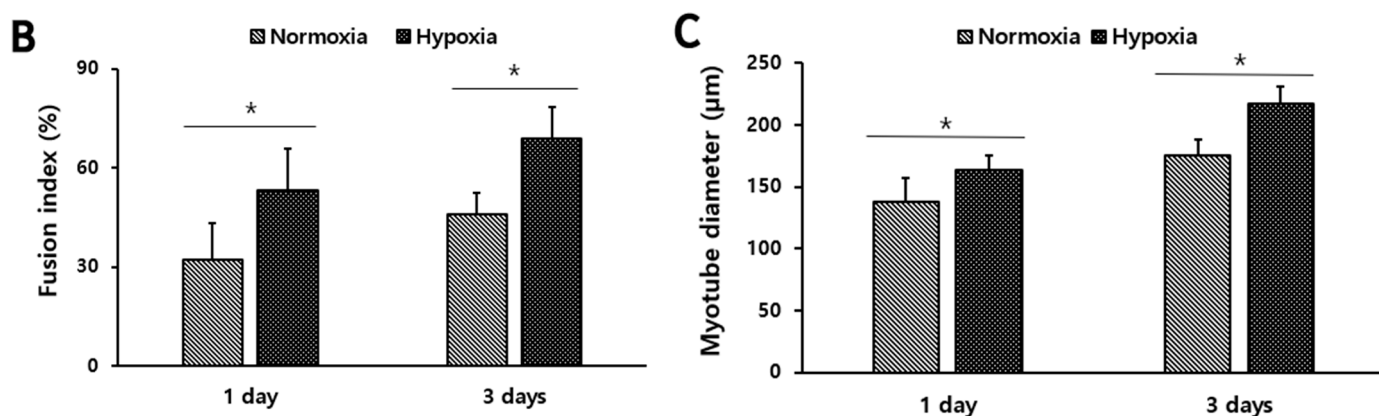 B
Normoxia Hypoxia
Fusion index (%)
90
*
*
60
30
0
1 day 3 days
C
Normoxia Hypoxia
Myotube diameter (μm)
250
*
200
*
150
100
50
0
1 day 3 days